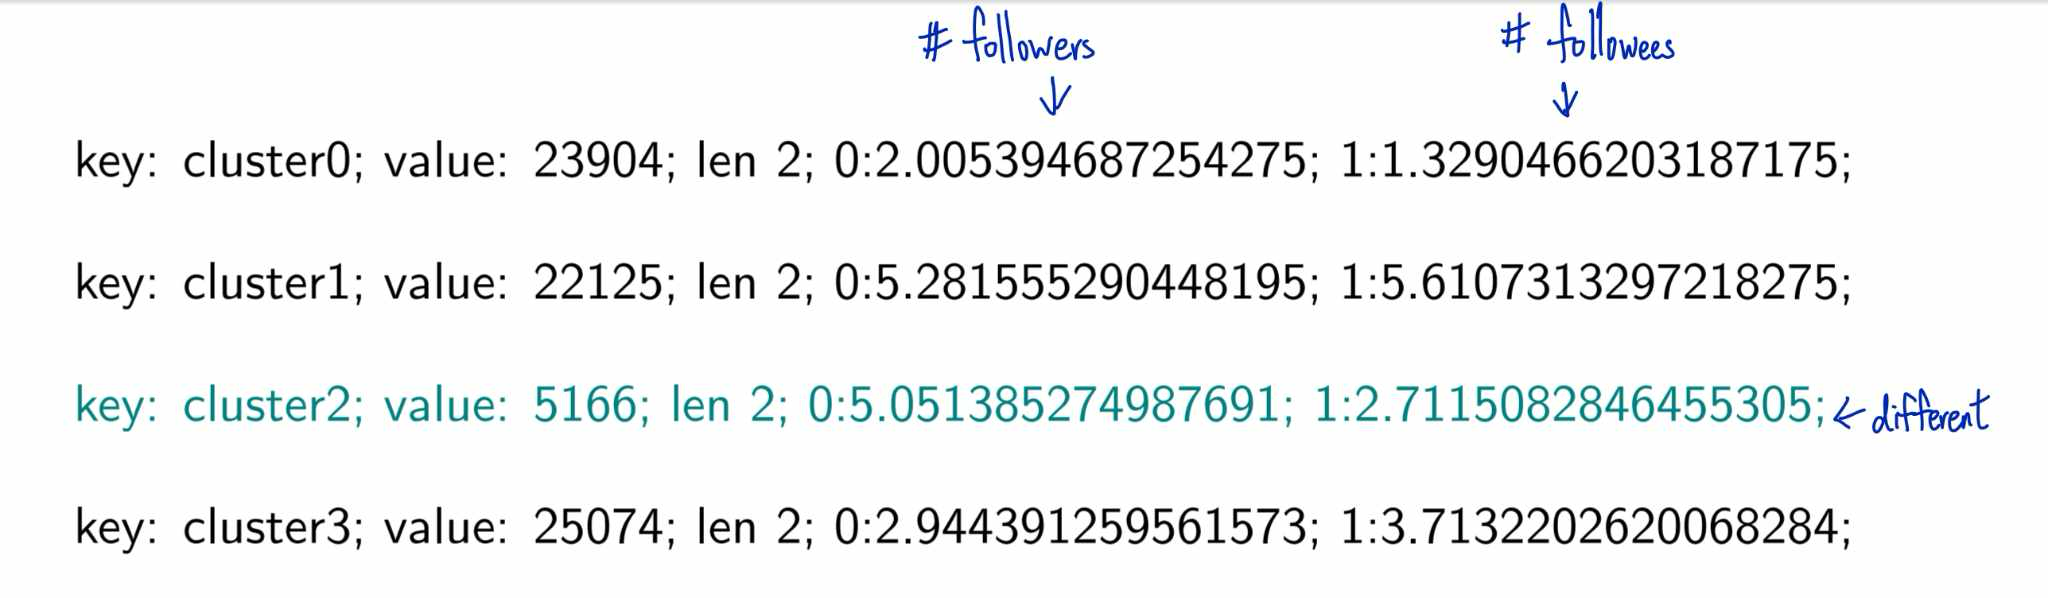 # followers # followees
key: cluster0; value: 23904; len 2; 0:2.005394687254275; 1:1.3290466203187175;
key: cluster1; value: 22125; len 2; 0:5.281555290448195; 1:5.6107313297218275;
key: cluster2; value: 5166; len 2; 0:5.051385274987691; 1:2.7115082846455305; ← different
key: cluster3; value: 25074; len 2; 0:2.944391259561573; 1:3.7132202620068284;